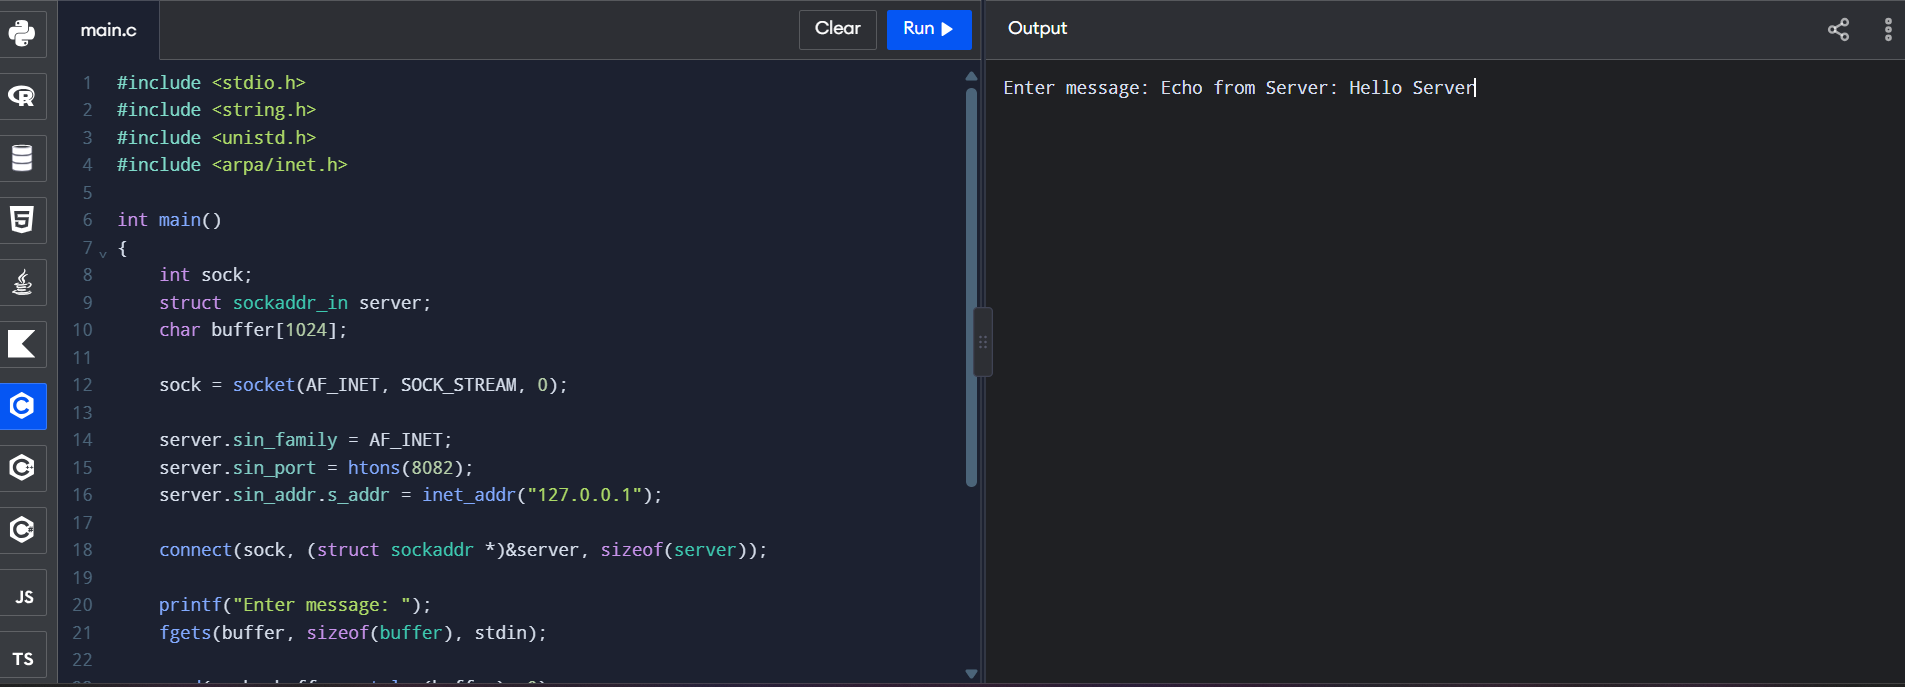 main.c
Clear
Run
Output
1 #include <stdio.h>
2 #include <string.h>
3 #include <unistd.h>
4 #include <arpa/inet.h>
5
6 int main()
7 {
8     int sock;
9     struct sockaddr_in server;
10     char buffer[1024];
11
12     sock = socket(AF_INET, SOCK_STREAM, 0);
13
14     server.sin_family = AF_INET;
15     server.sin_port = htons(8082);
16     server.sin_addr.s_addr = inet_addr("127.0.0.1");
17
18     connect(sock, (struct sockaddr *)&server, sizeof(server));
19
20     printf("Enter message: ");
21     fgets(buffer, sizeof(buffer), stdin);
22
Enter message: Echo from Server: Hello Server
JS
TS